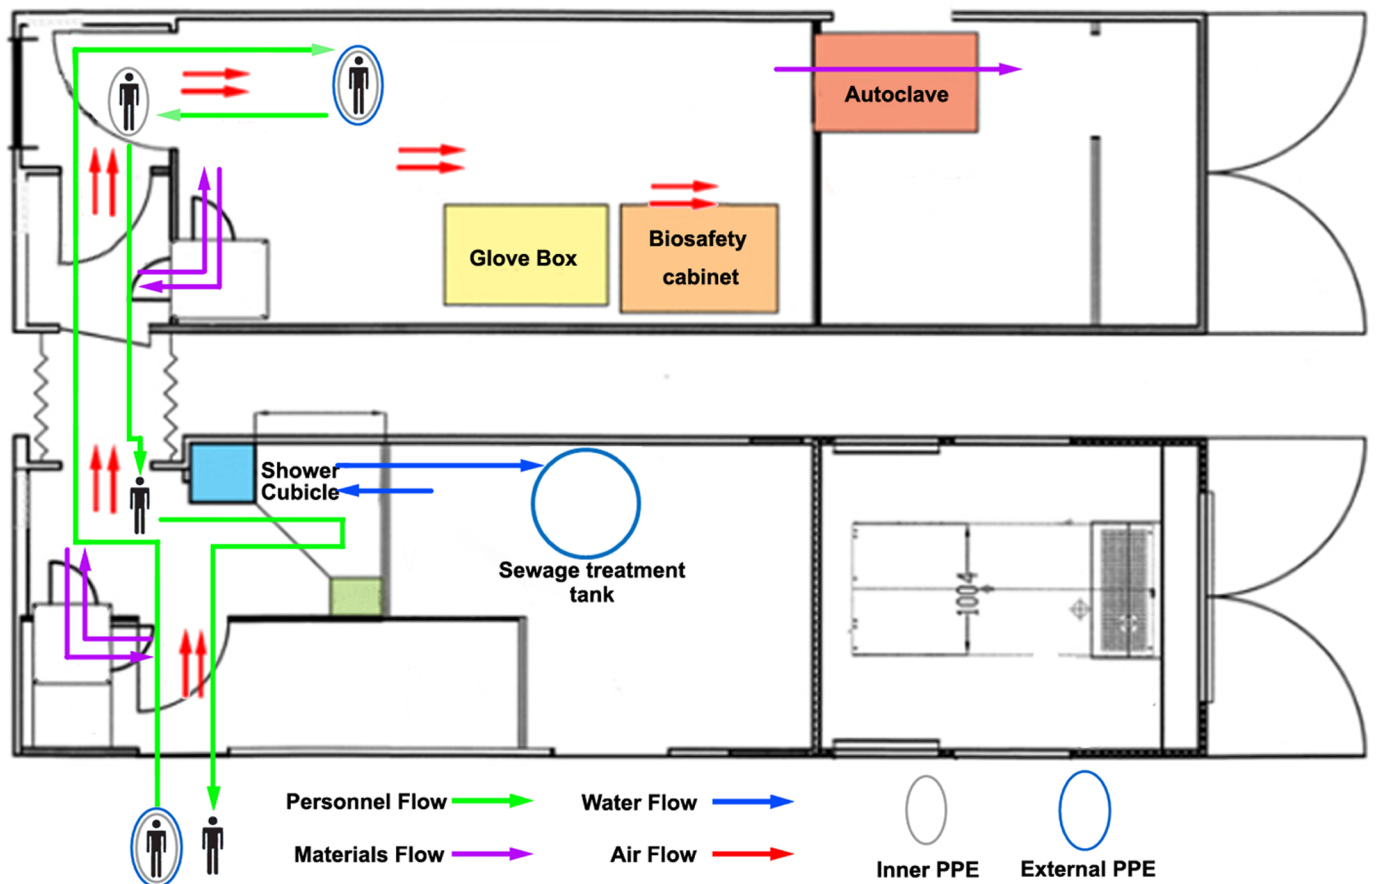 Autoclave
Glove Box
Biosafety
cabinet
Shower
Cubicle
Sewage treatment
tank
1004
Personnel Flow
Water Flow
Materials Flow
Air Flow
Inner PPE
External PPE